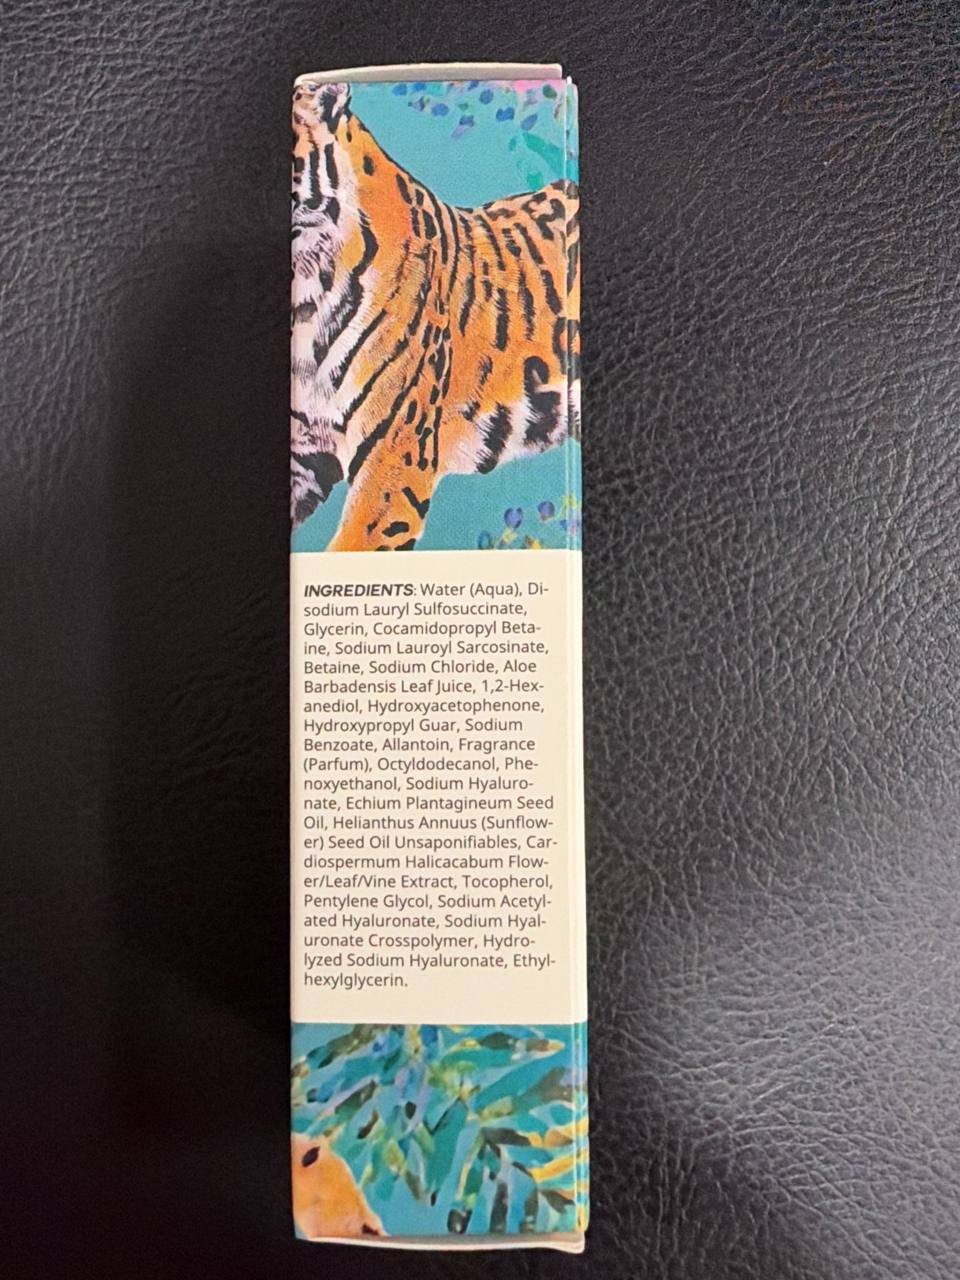 INGREDIENTS: Water (Aqua), Di-
sodium Lauryl Sulfosuccinate,
Glycerin, Cocamidopropyl Beta-
ine, Sodium Lauroyl Sarcosinate,
Betaine, Sodium Chloride, Aloe
Barbadensis Leaf Juice, 1,2-Hex-
anediol, Hydroxyacetophenone,
Hydroxypropyl Guar, Sodium
Benzoate, Allantoin, Fragrance
(Parfum), Octyldodecanol, Phe-
noxyethanol, Sodium Hyaluro-
nate, Echium Plantagineum Seed
Oil, Helianthus Annuus (Sunflow-
er) Seed Oil Unsaponifiables, Car-
diospermum Halicacabum Flow-
er/Leaf/Vine Extract, Tocopherol,
Pentylene Glycol, Sodium Acetyl-
ated Hyaluronate, Sodium Hyal-
uronate Crosspolymer, Hydro-
lyzed Sodium Hyaluronate, Ethyl-
hexylglycerin.